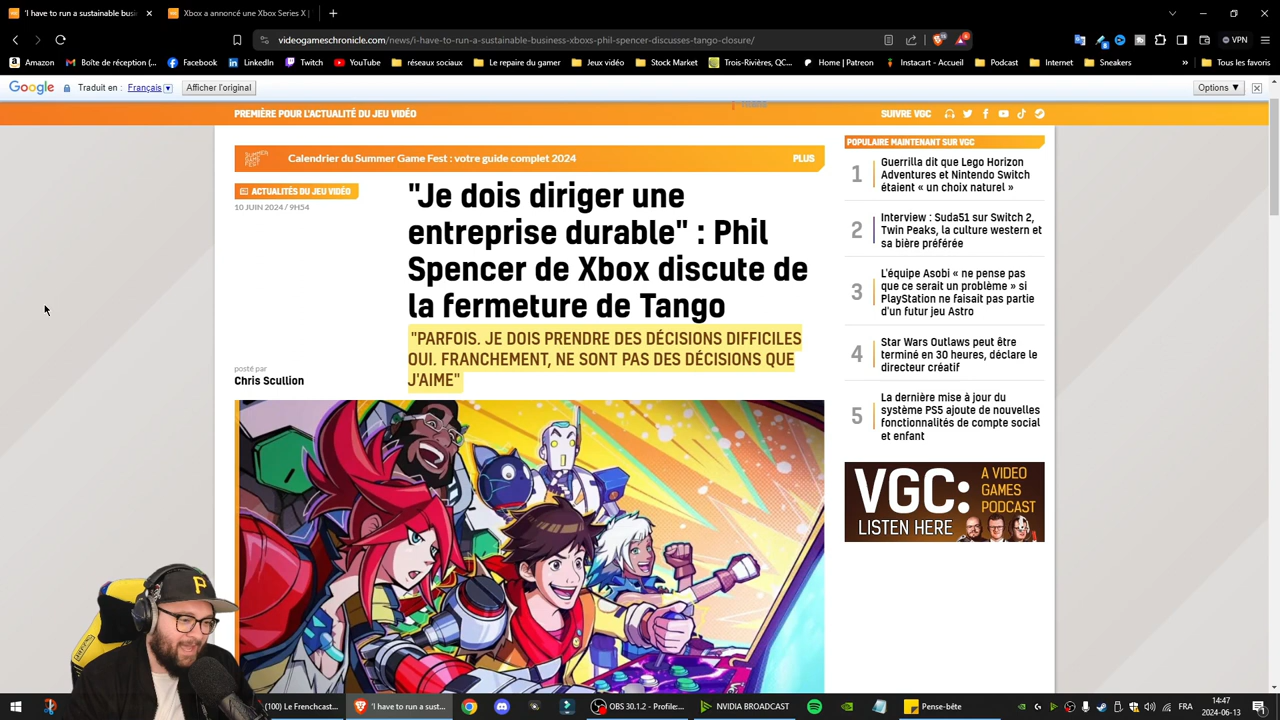 'I have to run a sustainable busi
Xbox a annoncé une Xbox Series X |
videogameschronicle.com/news/i-have-to-run-a-sustainable-business-xboxs-phil-spencer-discusses-tango-closure/
VPN
Amazon
Boîte de réception (...
Facebook
LinkedIn
Twitch
YouTube
réseaux sociaux
Le repaire du gamer
Jeux vidéo
Stock Market
Trois-Rivières, QC...
Home | Patreon
Instacart - Accueil
Podcast
Internet
Sneakers
»
Tous les favoris
Google
Traduit en :
Français
Afficher l'original
Options ▼
PREMIÈRE POUR L'ACTUALITÉ DU JEU VIDÉO
SUIVRE VGC
SUMMER GAME FEST
Calendrier du Summer Game Fest : votre guide complet 2024
PLUS
ACTUALITÉS DU JEU VIDÉO
10 JUIN 2024 / 9H54
"Je dois diriger une
entreprise durable" : Phil
Spencer de Xbox discute de
la fermeture de Tango
"PARFOIS. JE DOIS PRENDRE DES DÉCISIONS DIFFICILES
QUI. FRANCHEMENT, NE SONT PAS DES DÉCISIONS QUE
J'AIME"
posté par
Chris Scullion
POPULAIRE MAINTENANT SUR VGC
1
Guerrilla dit que Lego Horizon
Adventures et Nintendo Switch
étaient « un choix naturel »
2
Interview : Suda51 sur Switch 2,
Twin Peaks, la culture western et
sa bière préférée
3
L'équipe Asobi « ne pense pas
que ce serait un problème » si
PlayStation ne faisait pas partie
d'un futur jeu Astro
4
Star Wars Outlaws peut être
terminé en 30 heures, déclare le
directeur créatif
5
La dernière mise à jour du
système PS5 ajoute de nouvelles
fonctionnalités de compte social
et enfant
VGC:
A VIDEO
GAMES
PODCAST
LISTEN HERE
P
(100) Le Frenchcast...
'I have to run a sust...
OBS 30.1.2 - Profile:...
NVIDIA BROADCAST
Pense-bête
FRA
14:47
2024-06-13